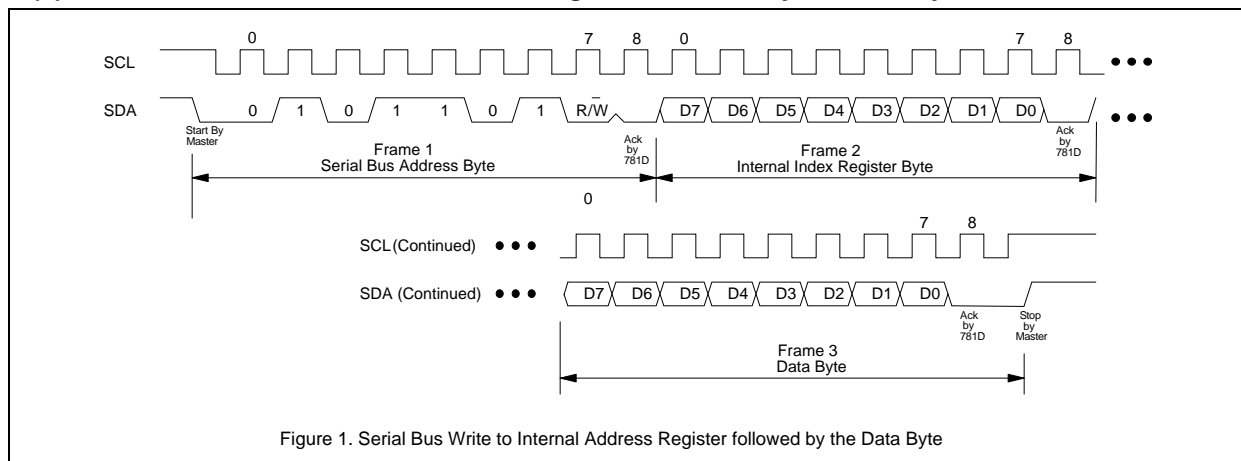 0 7 8 0 7 8
SCL
SDA 0 1 0 1 1 0 1 R/W D7 D6 D5 D4 D3 D2 D1 D0
Start By
Master
Ack
by
781D
Ack
by
781D
Frame 1
Serial Bus Address Byte
Frame 2
Internal Index Register Byte
0 7 8
SCL (Continued)
SDA (Continued) D7 D6 D5 D4 D3 D2 D1 D0
Ack
by
781D
Stop
by
Master
Frame 3
Data Byte
Figure 1. Serial Bus Write to Internal Address Register followed by the Data Byte